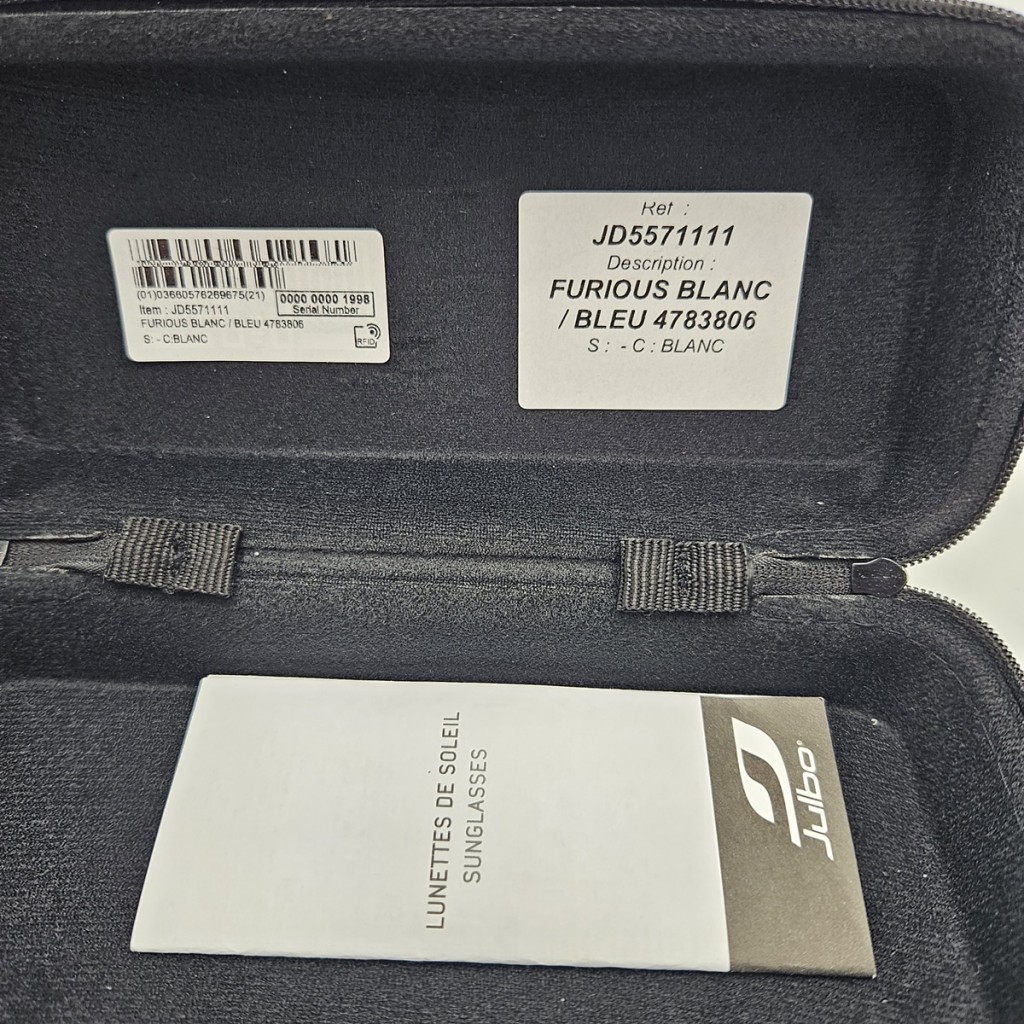 (01)03660576269675(21)
0000 0000 1998
Serial Number
Item : JD5571111
FURIOUS BLANC / BLEU 4783806
S: - C:BLANC
RFID
Ref :
JD5571111
Description :
FURIOUS BLANC
/ BLEU 4783806
S : - C : BLANC
LUNETTES DE SOLEIL
SUNGLASSES
Julbo®